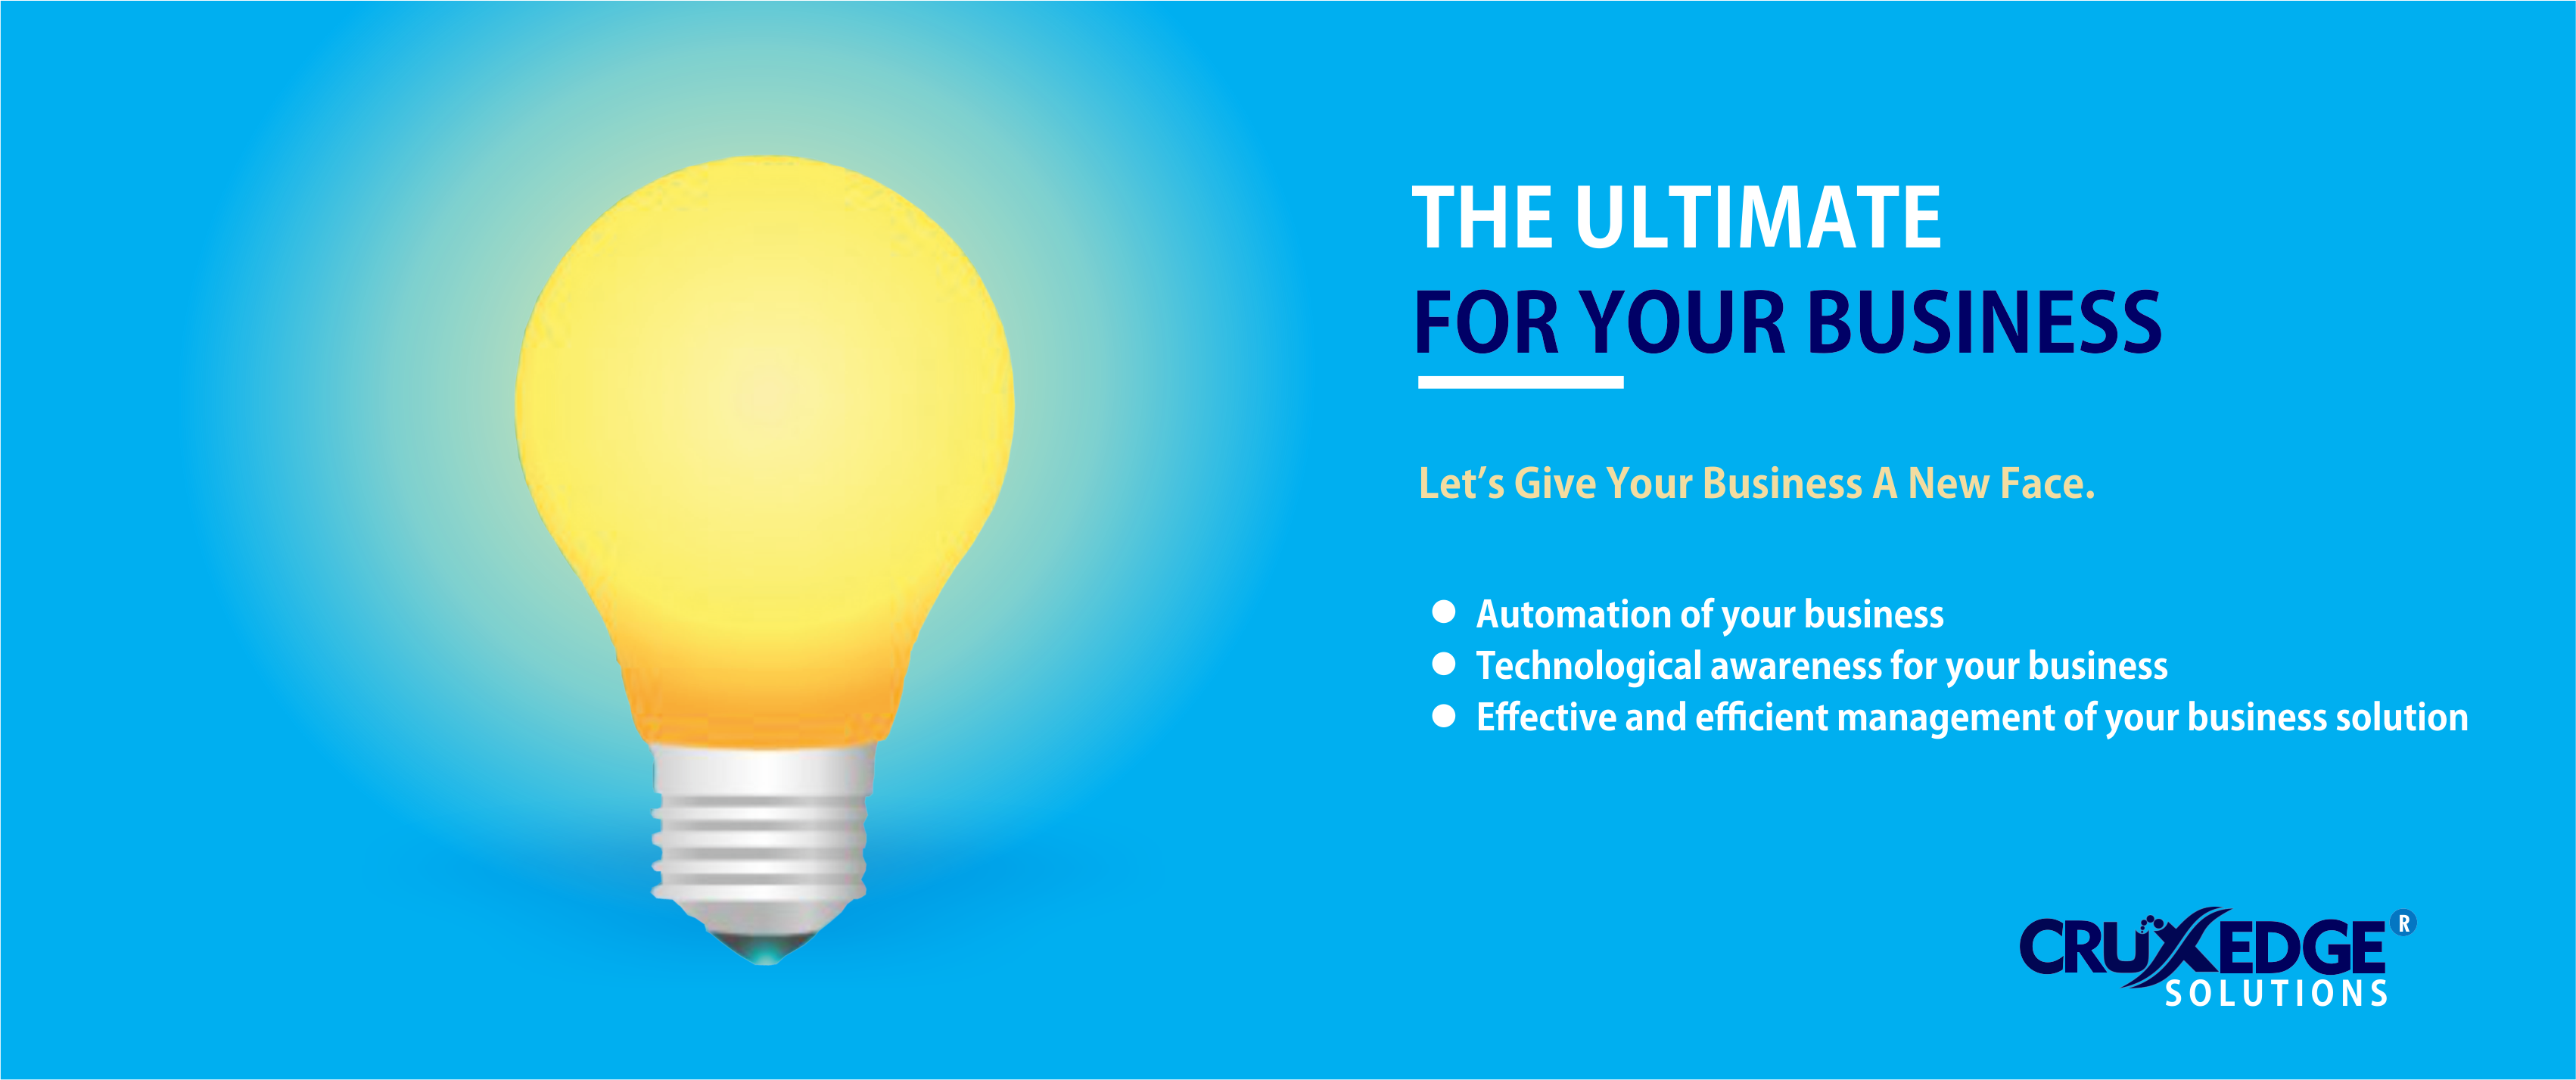 THE ULTIMATE
FOR YOUR BUSINESS
Let’s Give Your Business A New Face.
● Automation of your business
● Technological awareness for your business
● Effective and efficient management of your business solution
CRUXEDGE®
SOLUTIONS